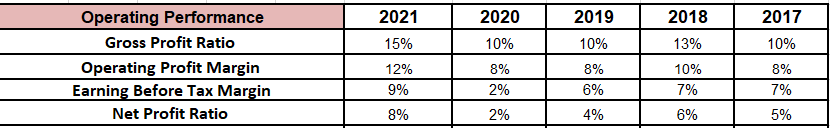 Operating Performance 2021 2020 2019 2018 2017
Gross Profit Ratio 15% 10% 10% 13% 10%
Operating Profit Margin 12% 8% 8% 10% 8%
Earning Before Tax Margin 9% 2% 6% 7% 7%
Net Profit Ratio 8% 2% 4% 6% 5%